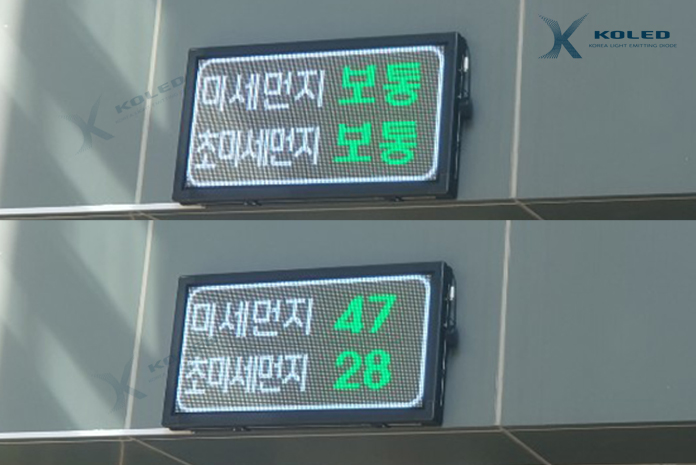 KOLED
KOREA LIGHT EMITTING DIODE
미세먼지 보통
초미세먼지 보통
KOLED
미세먼지 47
초미세먼지 28